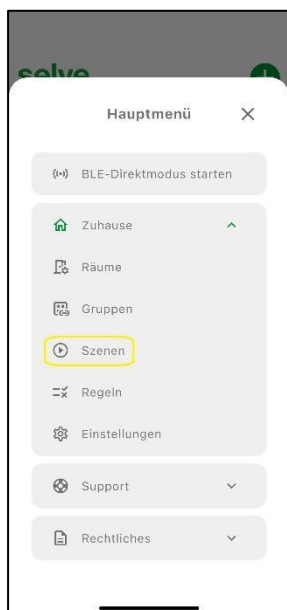 selve
Hauptmenü
BLE-Direktmodus starten
Zuhause
Räume
Gruppen
Szenen
Regeln
Einstellungen
Support
Rechtliches